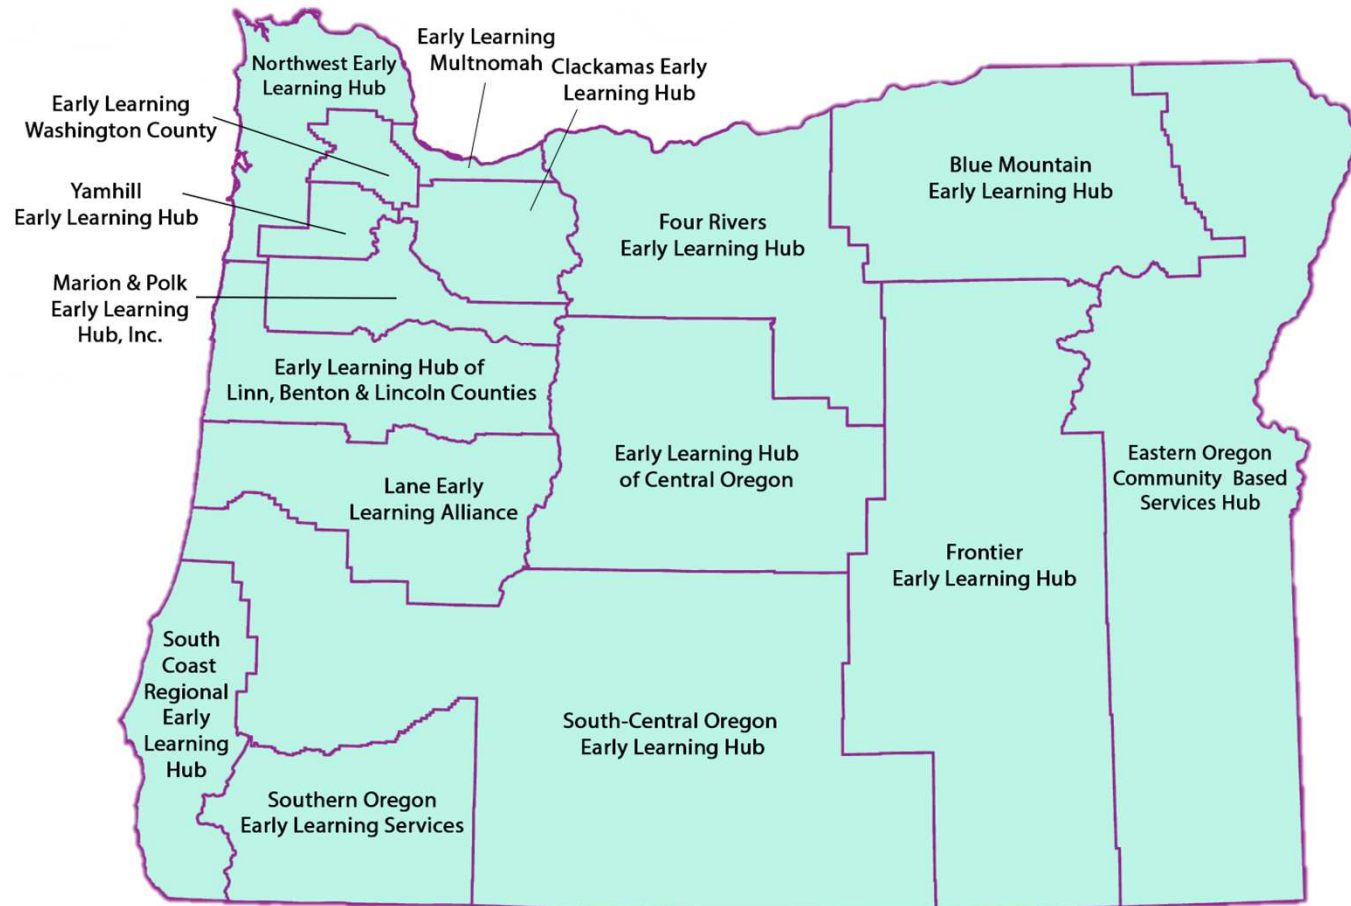 Early Learning
Multnomah
Northwest Early
Learning Hub
Clackamas Early
Learning Hub
Early Learning
Washington County
Yamhill
Early Learning Hub
Blue Mountain
Early Learning Hub
Four Rivers
Early Learning Hub
Marion & Polk
Early Learning
Hub, Inc.
Early Learning Hub of
Linn, Benton & Lincoln Counties
Early Learning Hub
of Central Oregon
Eastern Oregon
Community Based
Services Hub
Lane Early
Learning Alliance
Frontier
Early Learning Hub
South
Coast
Regional
Early
Learning
Hub
South-Central Oregon
Early Learning Hub
Southern Oregon
Early Learning Services